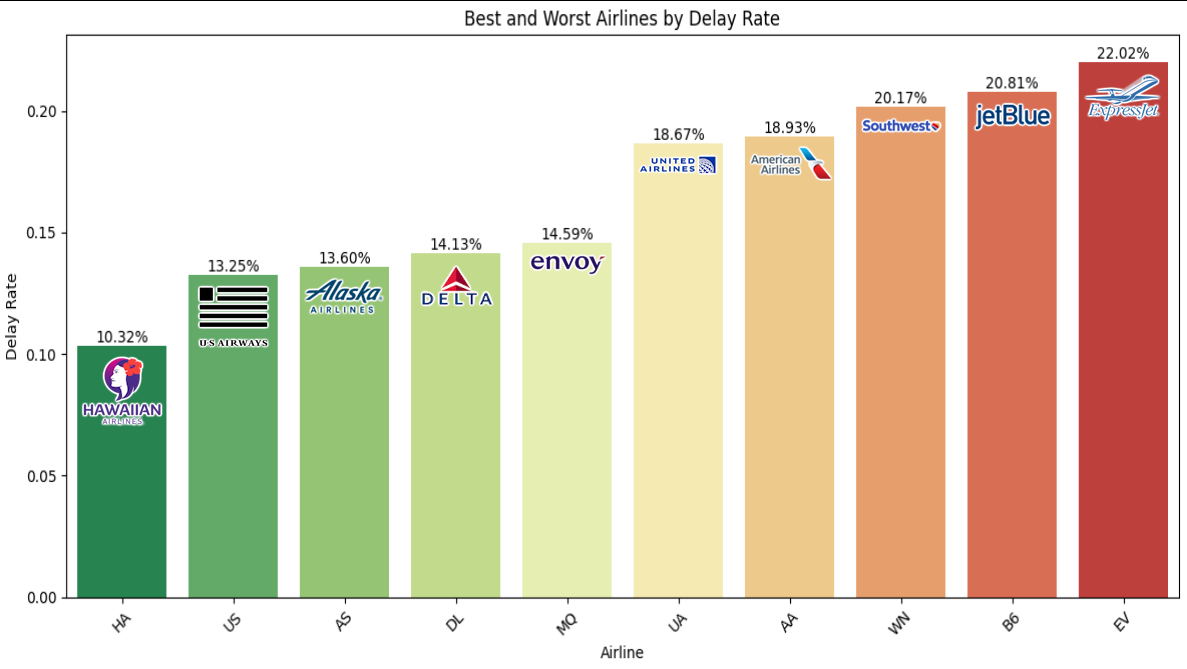 Best and Worst Airlines by Delay Rate
Delay Rate
0.20
0.15
0.10
0.05
0.00
10.32%
HAWAIIAN
AIRLINES
13.25%
US AIRWAYS
13.60%
Alaska
AIRLINES
14.13%
DELTA
14.59%
envoy
18.67%
UNITED
AIRLINES
18.93%
American
Airlines
20.17%
Southwest
20.81%
jetBlue
22.02%
ExpressJet
HA
US
AS
DL
MQ
UA
AA
WN
B6
EV
Airline